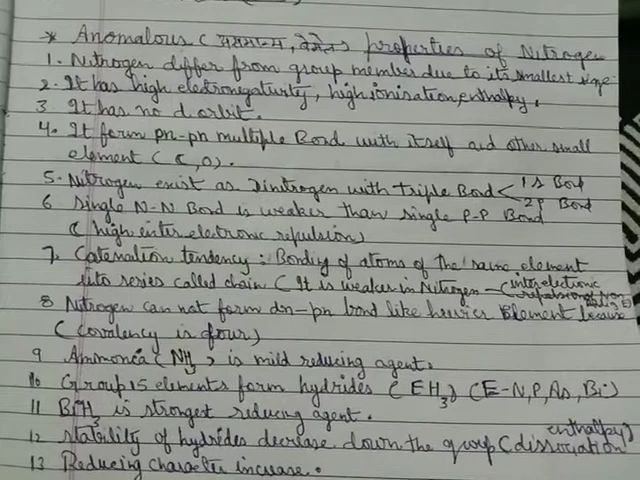 * Anomalous ( असामान्य, बेमेल ) properties of Nitrogen
1. Nitrogen differ from group member due to its smallest size
2. It has high electronegaturty, high ionisation, enthalpy.
3. It has no d orbit.
4. It form pπ-pπ multiple Bond with itself and other small
element ( C, O ).
5. Nitrogen exist as Dinitrogen with triple Bond < 1 s Bond
2 p Bond
6 Single N-N Bond is weaker than single P-P Bond
( high enter electronic repulsion )
7. Catenation tendency : Bonding of atoms of the same element
into series called chain ( It is weaker in Nitrogen - ( inter electronic
repulsion
8 Nitrogen can not form dπ-pπ bond like heavier Element because
( Covalency is four )
9 Ammonia ( NH3 ) is mild reducing agent.
10 Group 15 elements form hydrides ( EH3 ) ( E-N, P, As, Bi )
11 BiH3 is strongest reducing agent.
12 Stability of hydrides decrease down the group ( dissociation
enthalpy )
13 Reducing character increase.